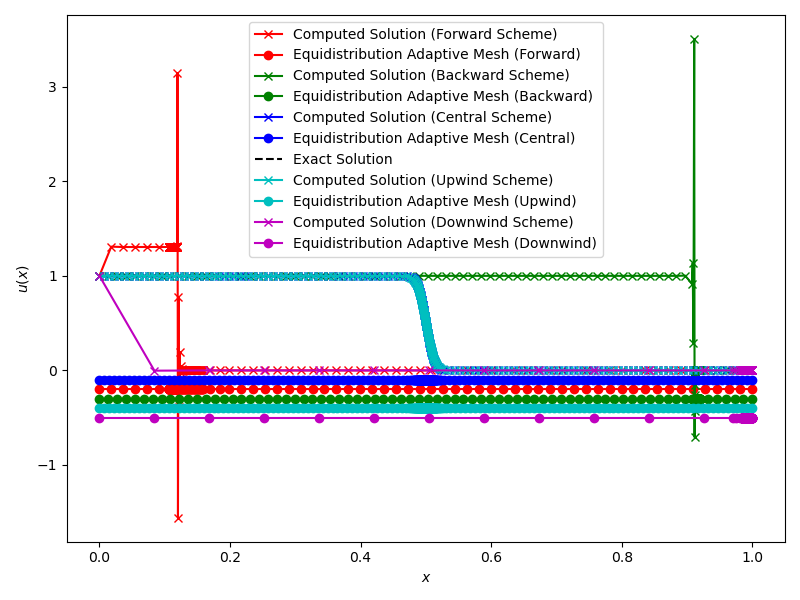 Computed Solution (Forward Scheme)
Equidistribution Adaptive Mesh (Forward)
Computed Solution (Backward Scheme)
Equidistribution Adaptive Mesh (Backward)
Computed Solution (Central Scheme)
Equidistribution Adaptive Mesh (Central)
Exact Solution
Computed Solution (Upwind Scheme)
Equidistribution Adaptive Mesh (Upwind)
Computed Solution (Downwind Scheme)
Equidistribution Adaptive Mesh (Downwind)
3
2
1
0
−1
u(x)
0.0 0.2 0.4 0.6 0.8 1.0
x